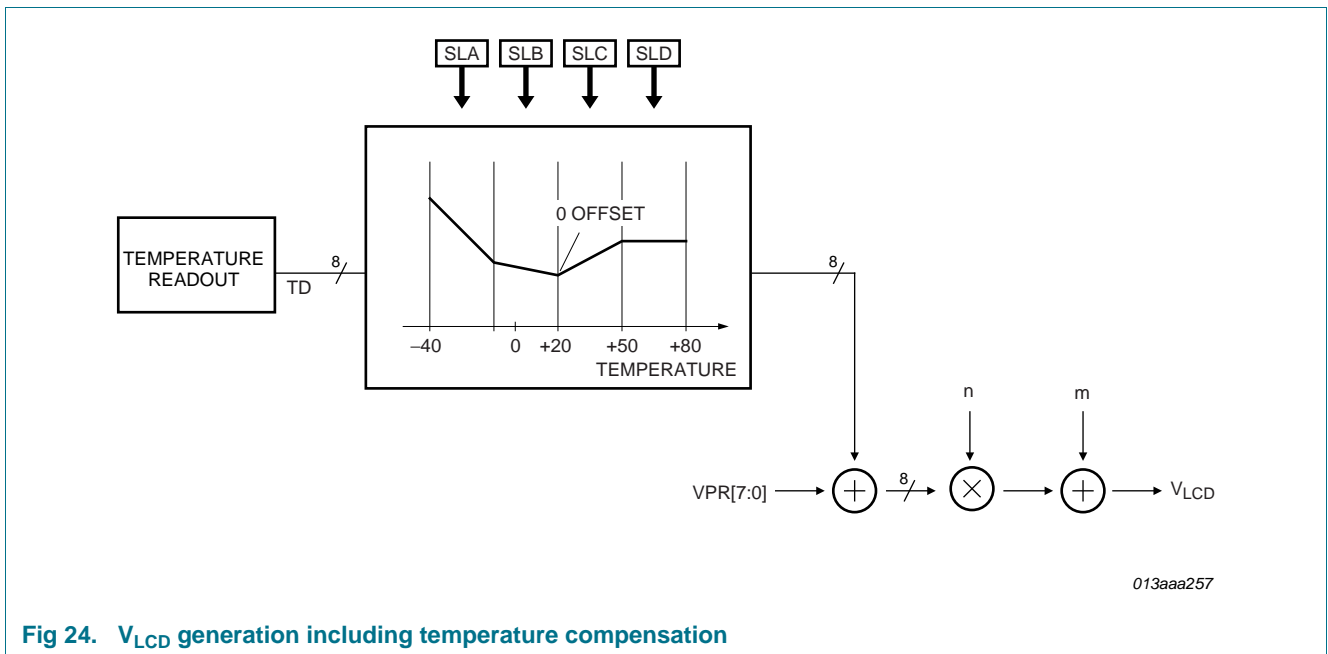 SLA SLB SLC SLD
0 OFFSET
TEMPERATURE
READOUT
8
TD
8
−40 0 +20 +50 +80
TEMPERATURE
n m
VPR[7:0] + 8 × + VLCD
013aaa257
Fig 24. VLCD generation including temperature compensation